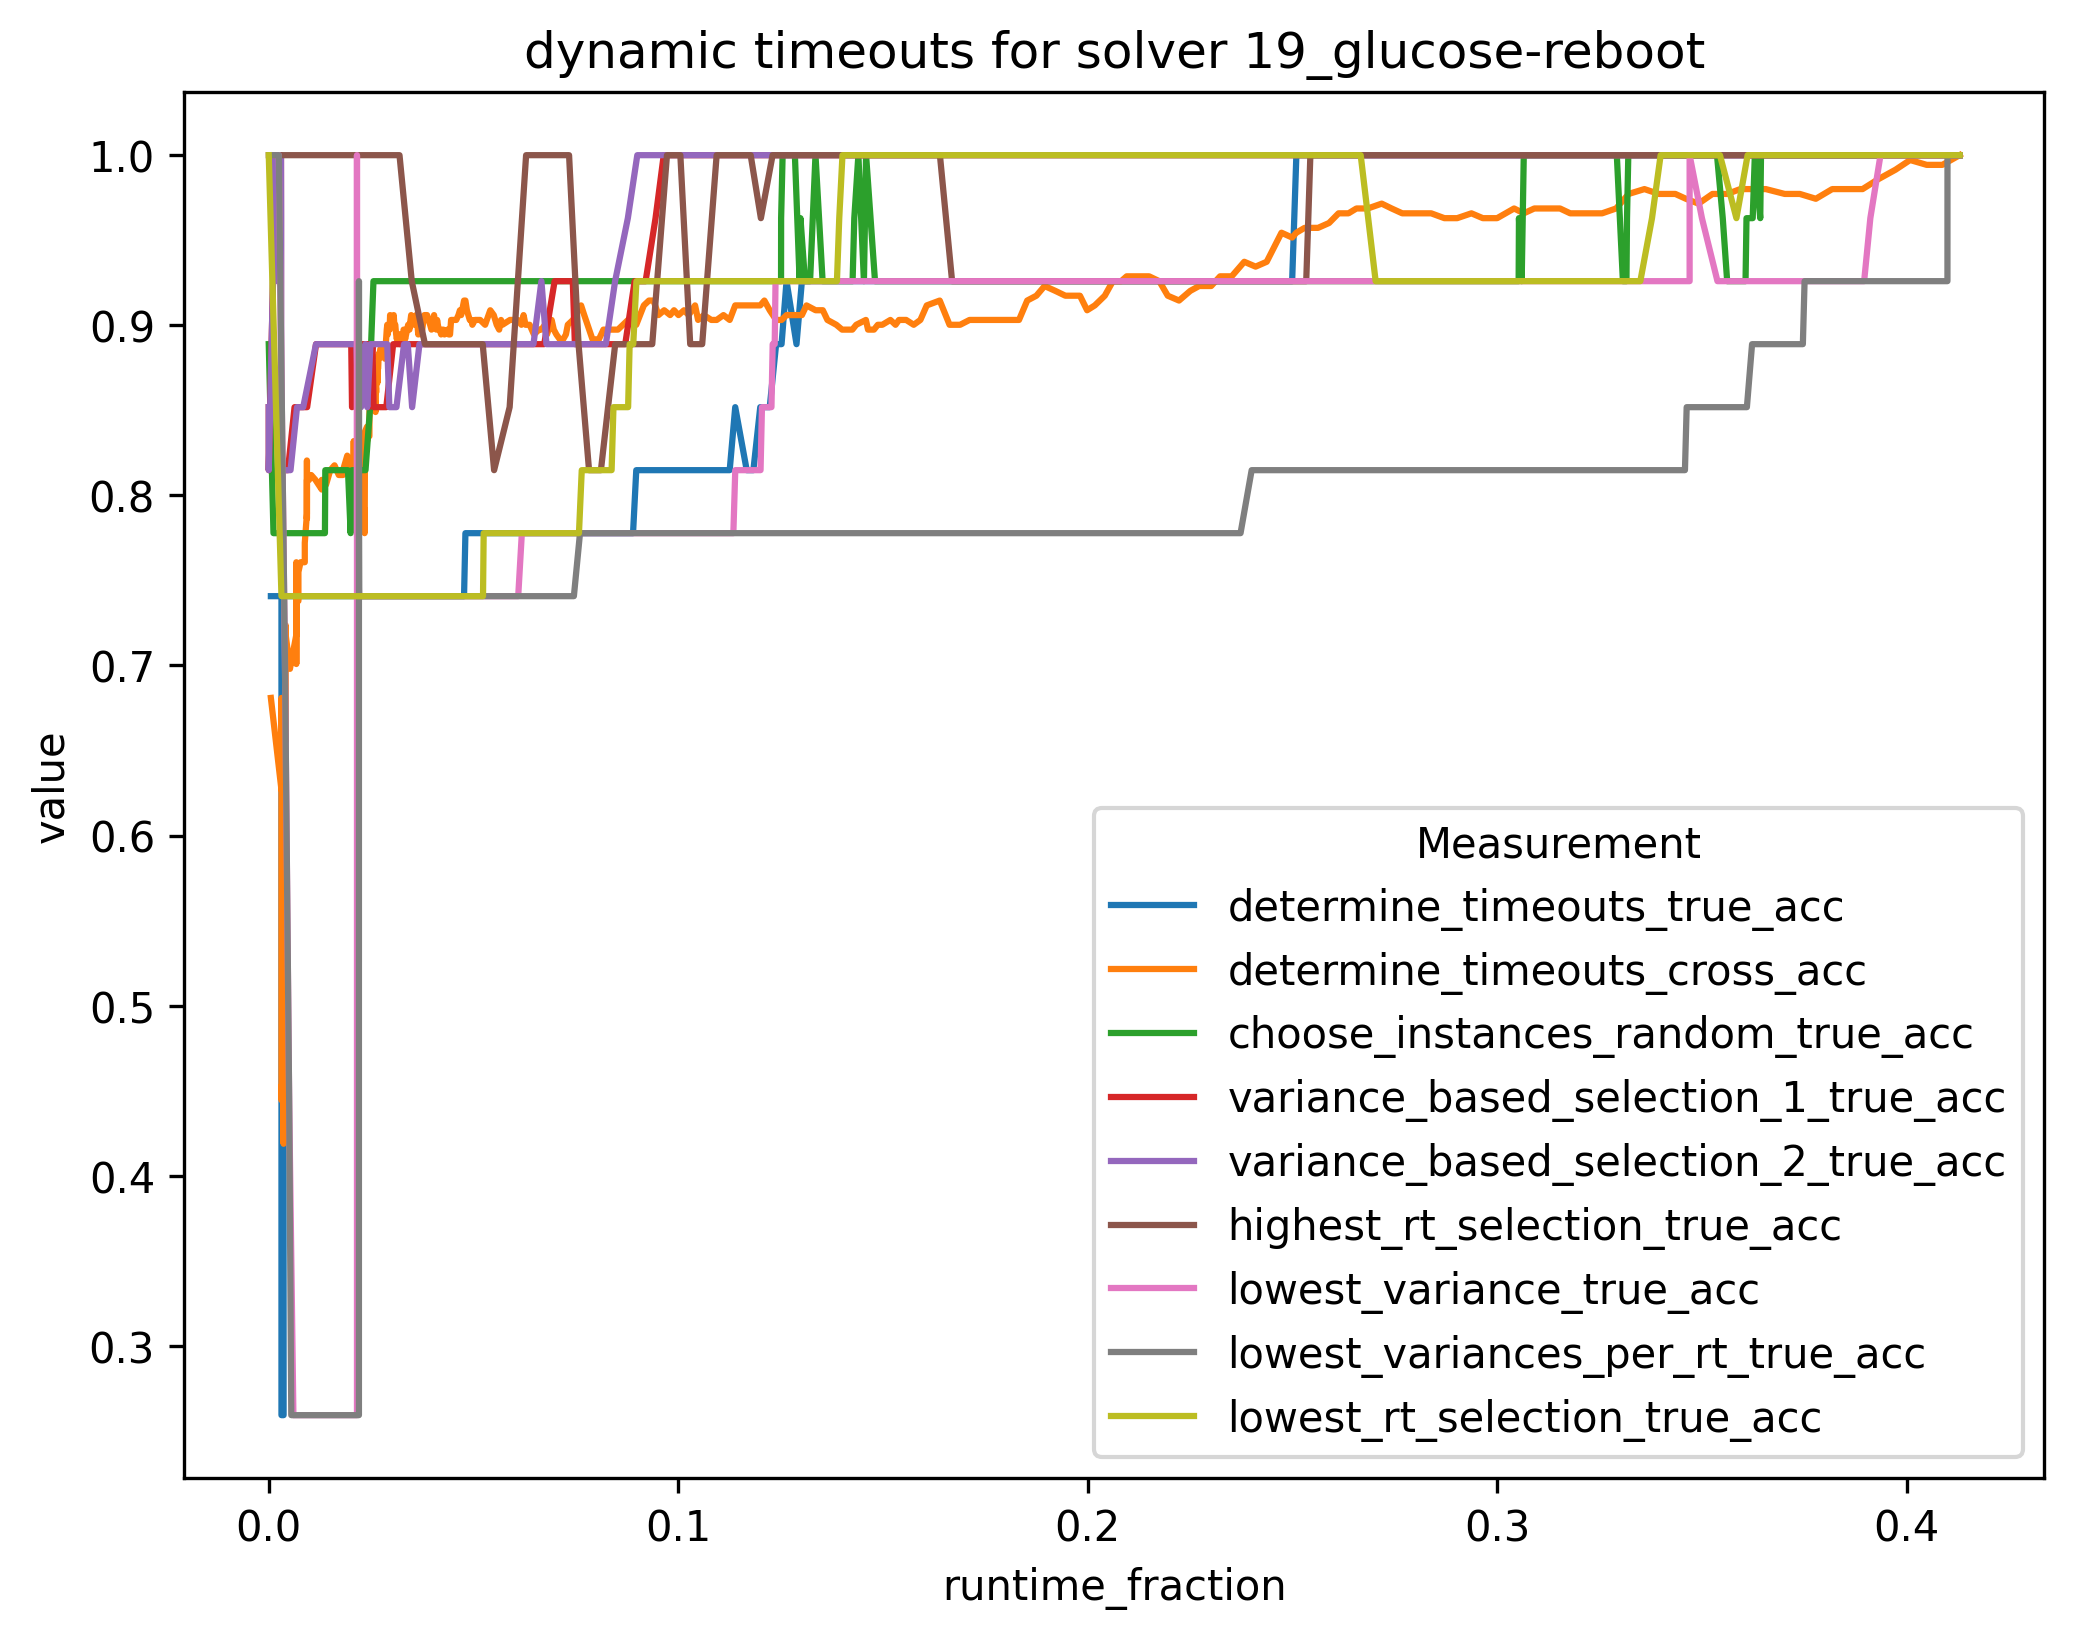 dynamic timeouts for solver 19_glucose-reboot
1.0
0.9
0.8
0.7
0.6
0.5
0.4
0.3
value
0.0
0.1
0.2
0.3
0.4
runtime_fraction
Measurement
determine_timeouts_true_acc
determine_timeouts_cross_acc
choose_instances_random_true_acc
variance_based_selection_1_true_acc
variance_based_selection_2_true_acc
highest_rt_selection_true_acc
lowest_variance_true_acc
lowest_variances_per_rt_true_acc
lowest_rt_selection_true_acc